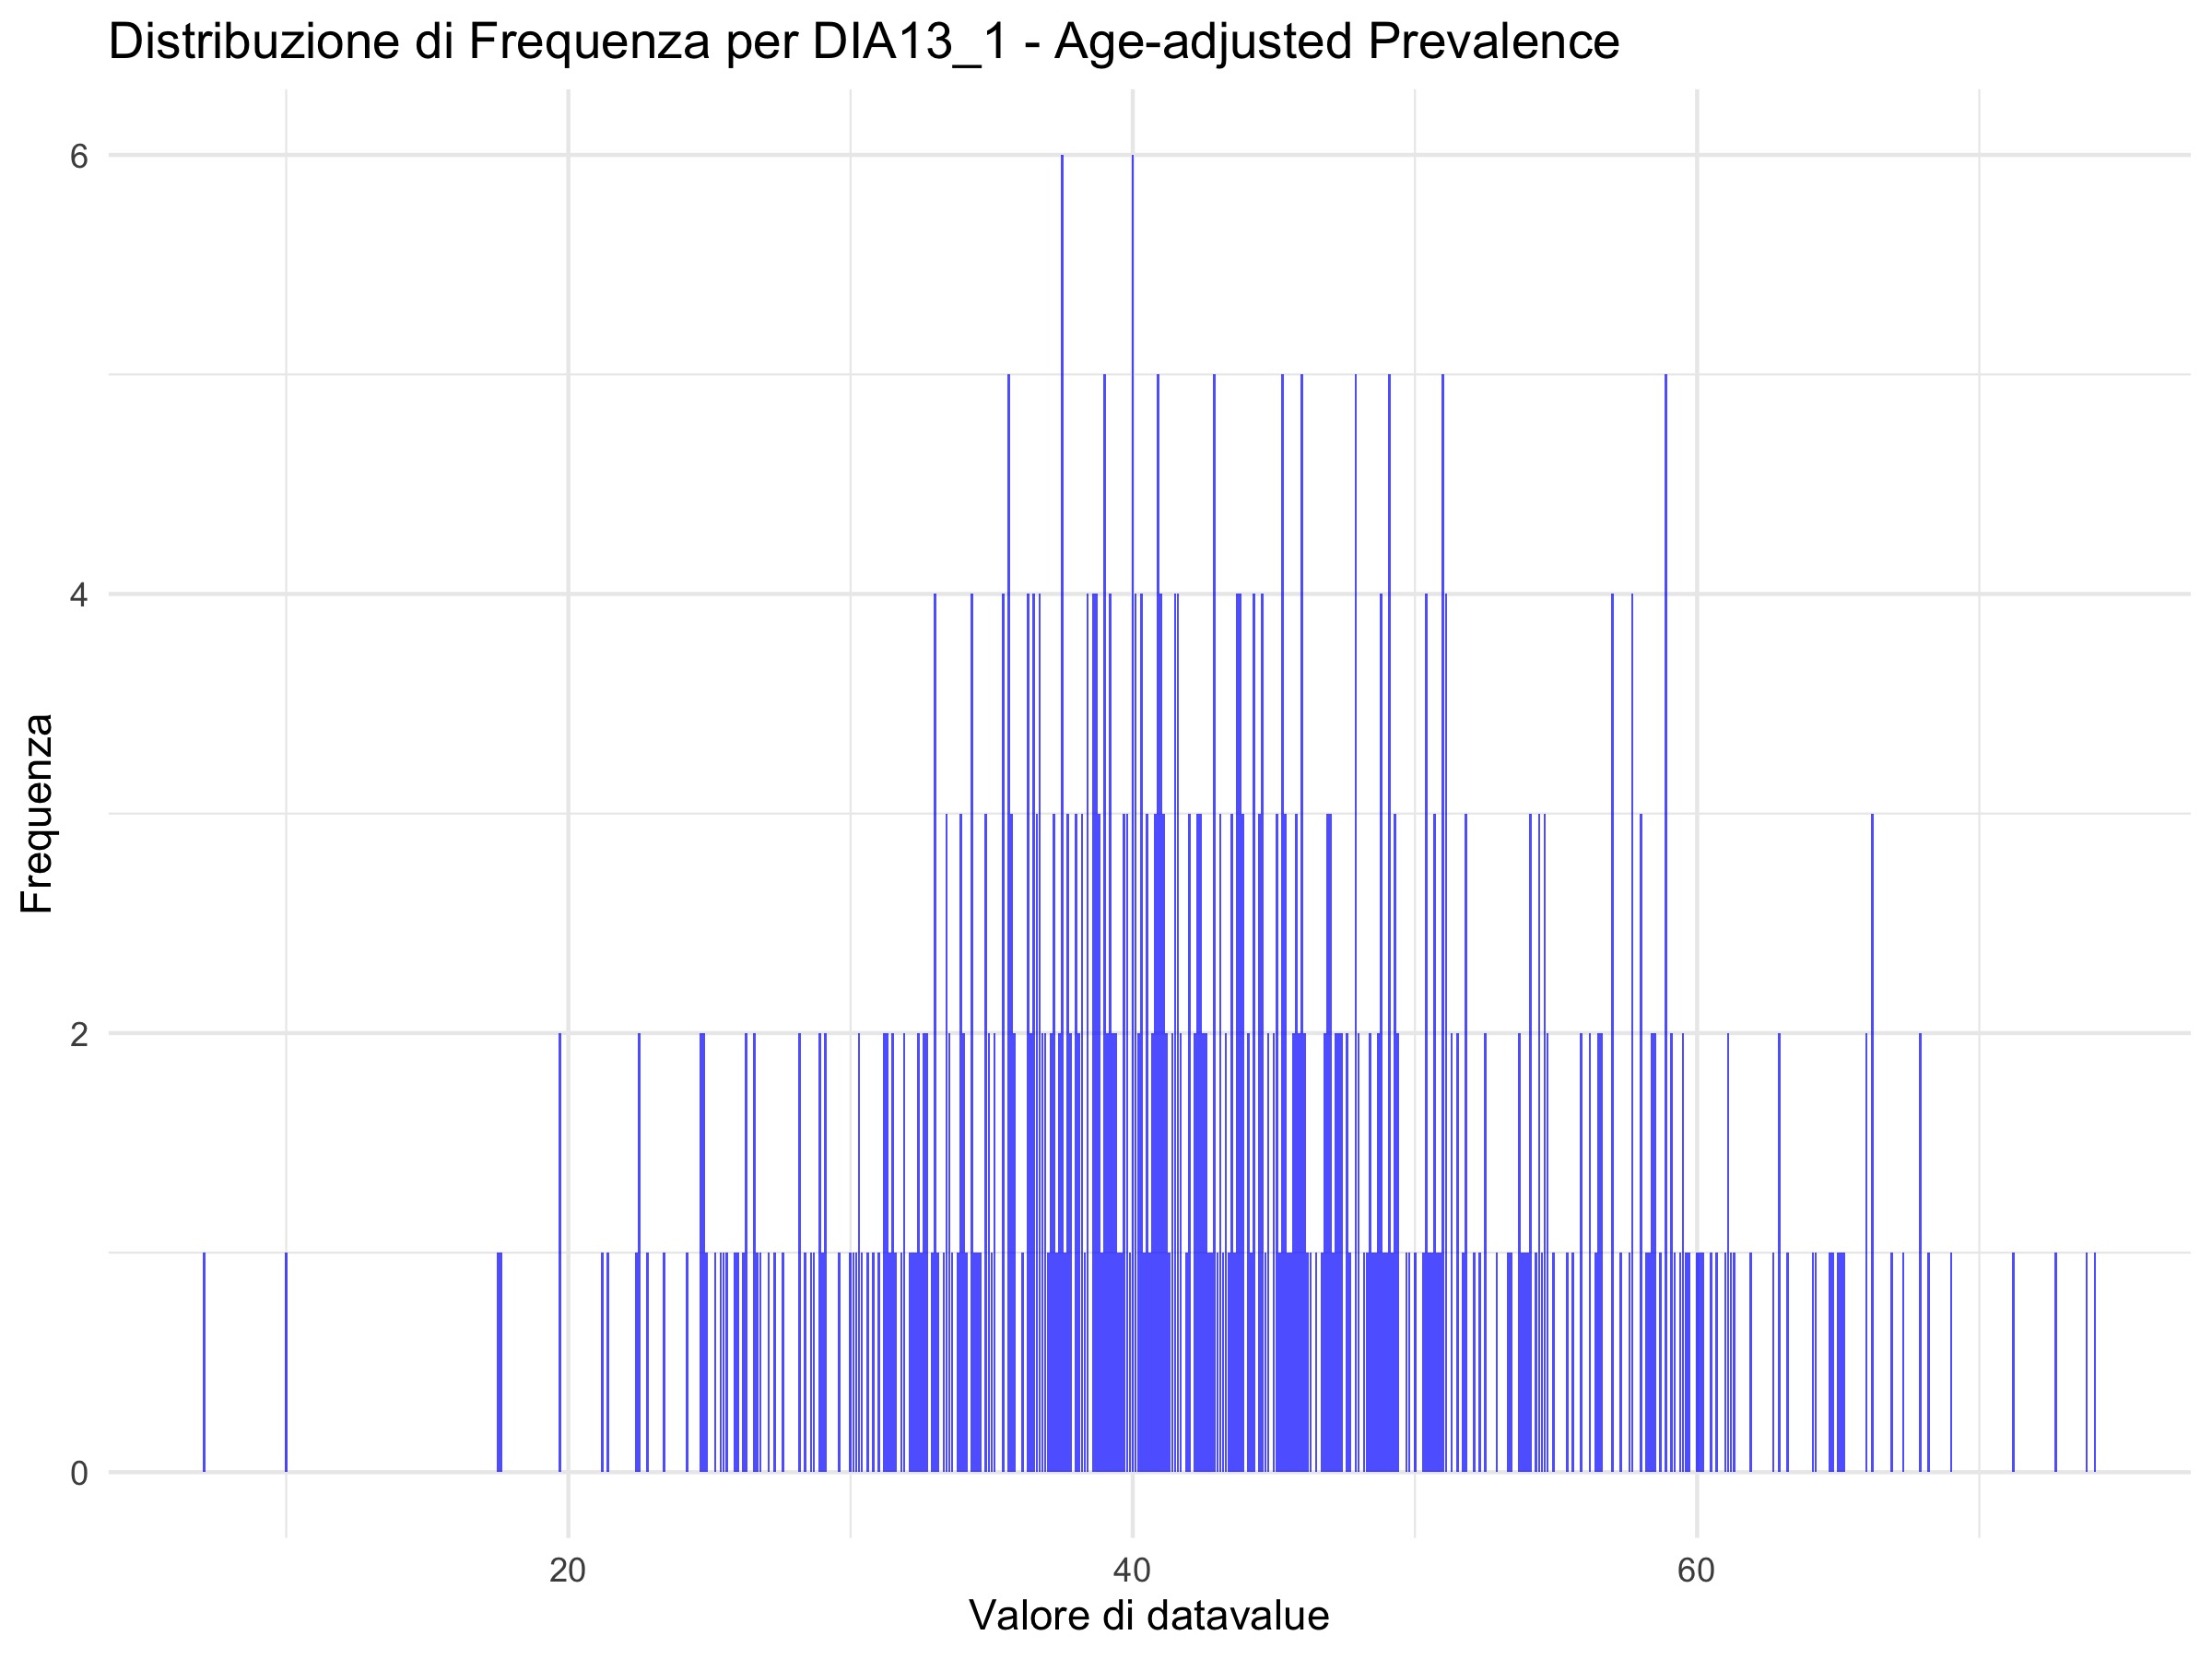 Distribuzione di Frequenza per DIA13_1 - Age-adjusted Prevalence
6
4
2
0
Frequenza
20 40 60
Valore di datavalue